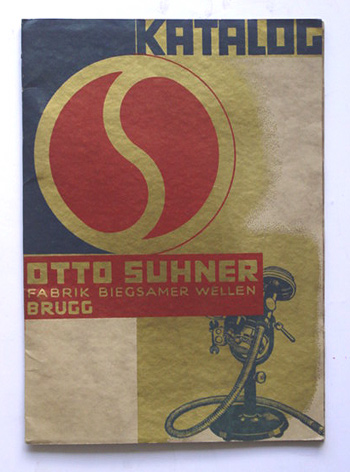 KATALOG
OTTO SUHNER
FABRIK BIEGSAMER WELLEN
BRUGG